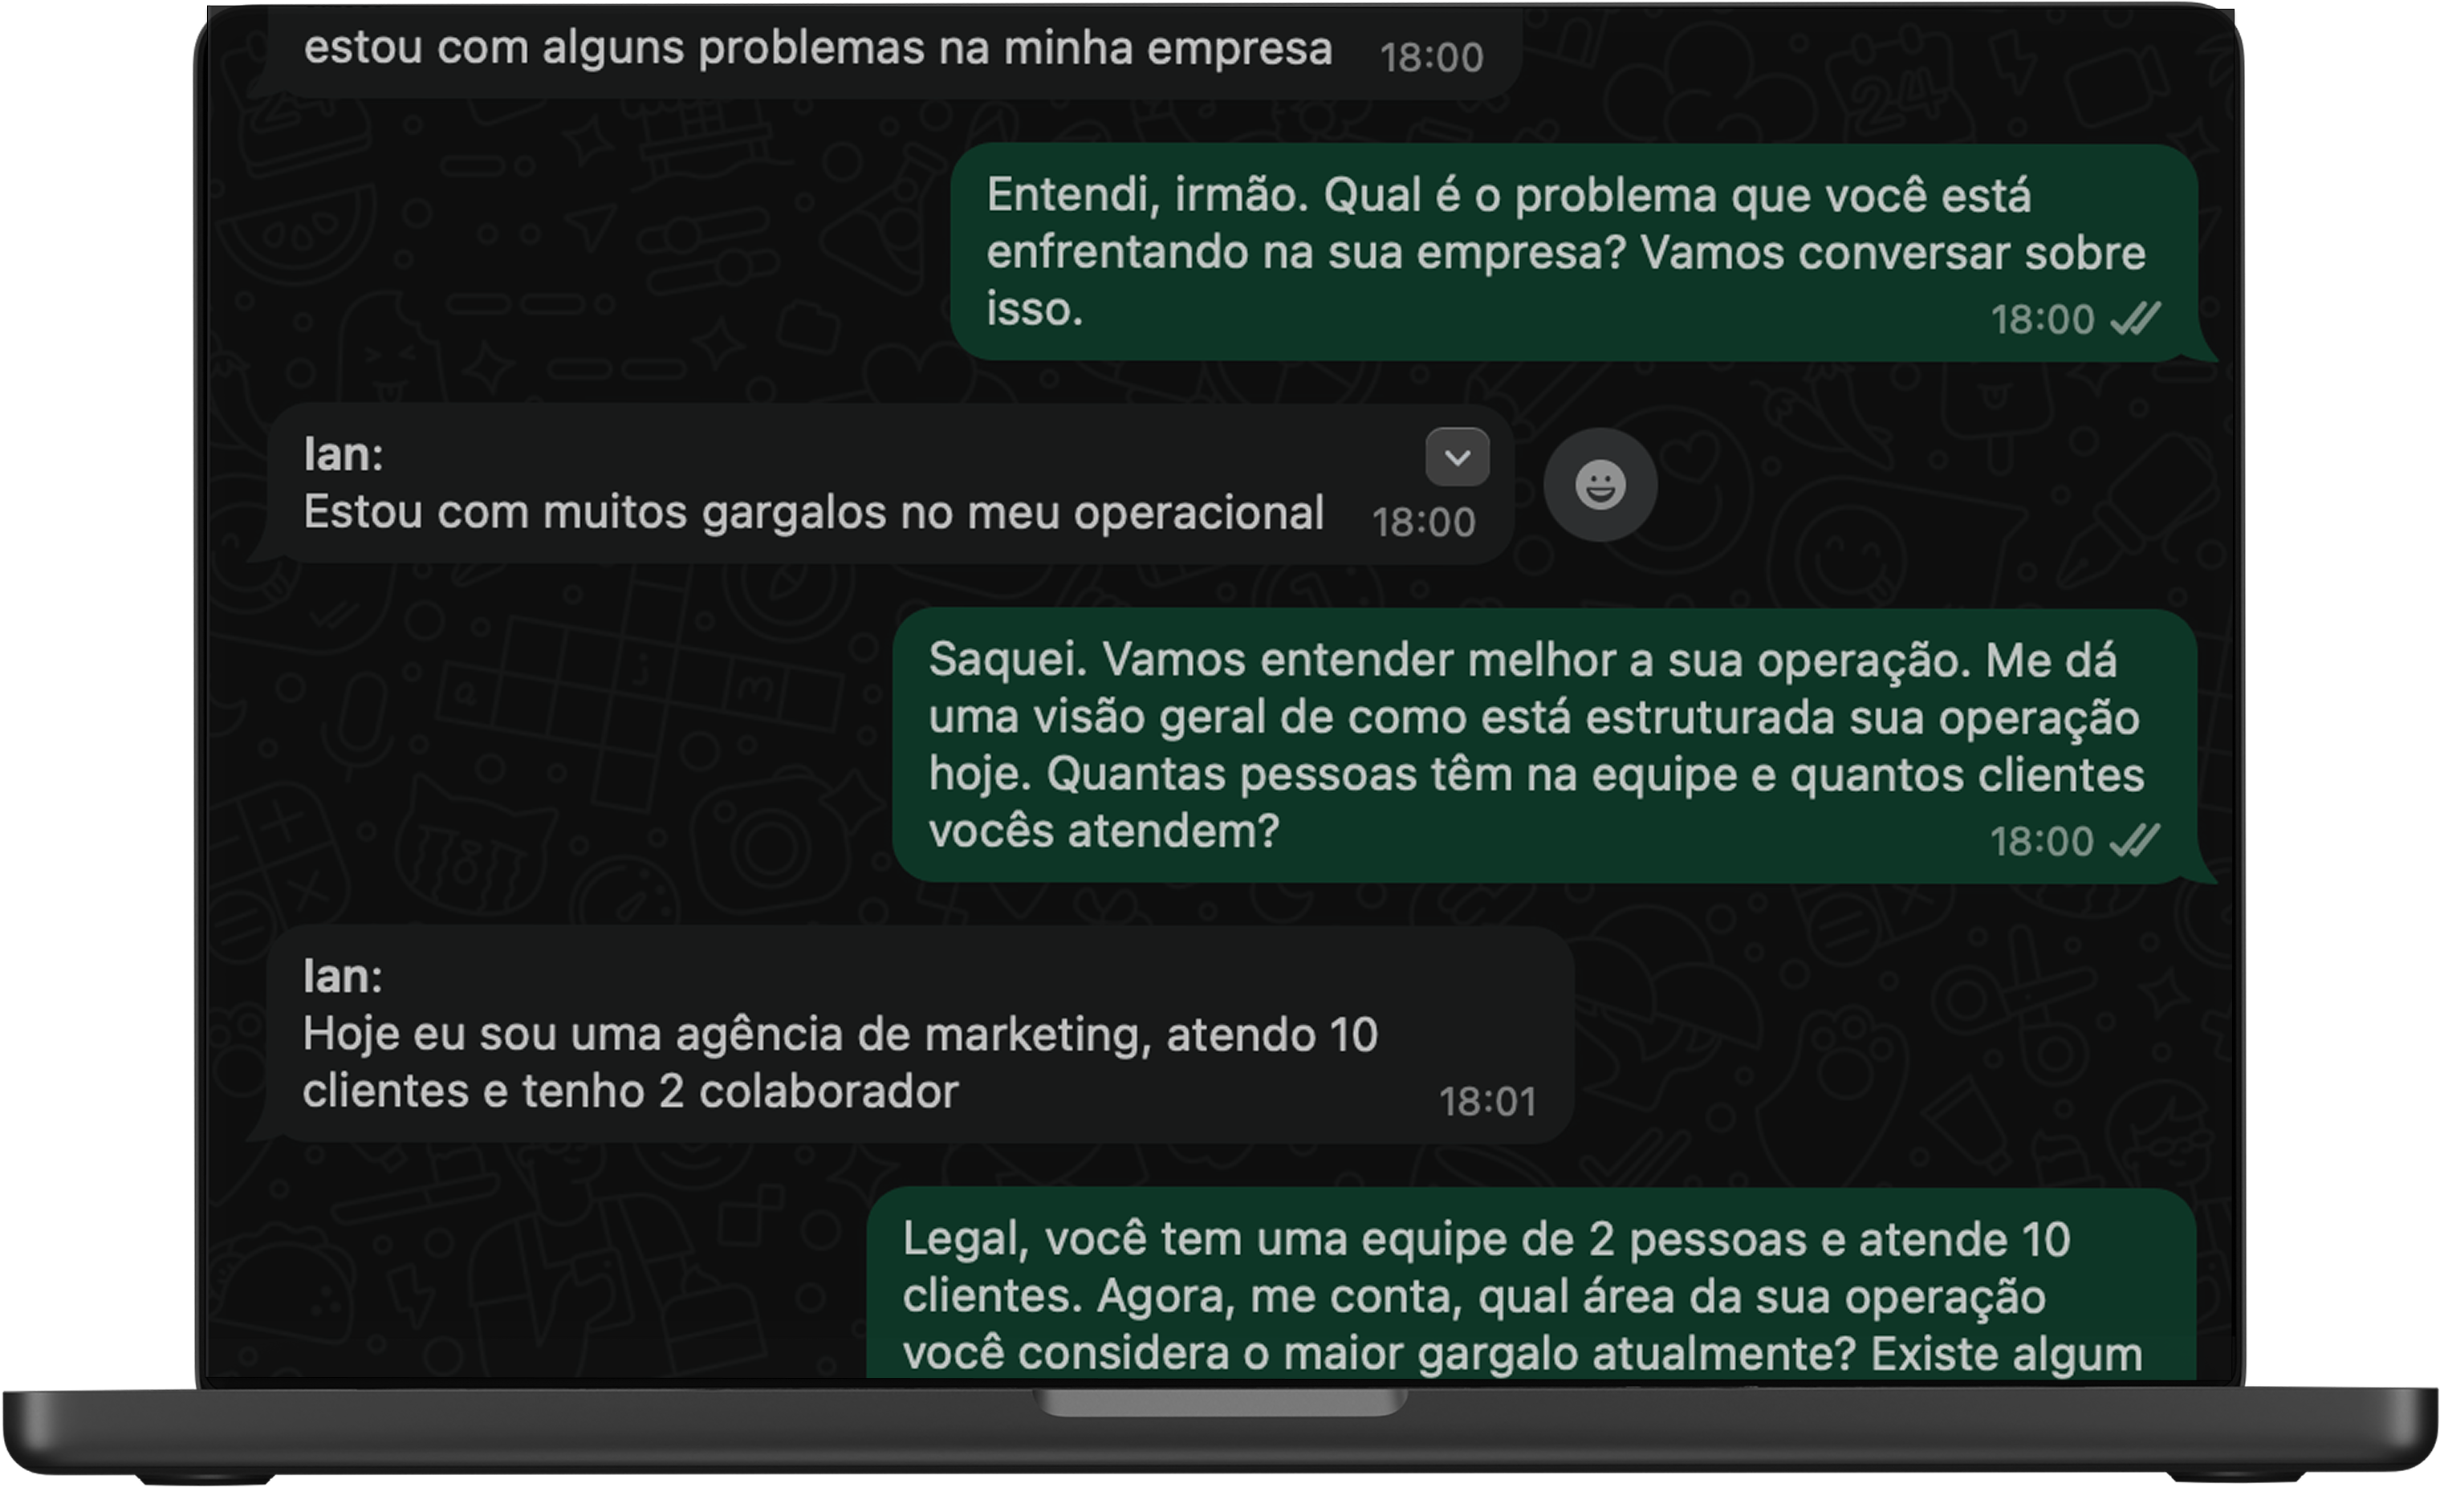 estou com alguns problemas na minha empresa 18:00
Entendi, irmão. Qual é o problema que você está
enfrentando na sua empresa? Vamos conversar sobre
isso. 18:00
Ian:
Estou com muitos gargalos no meu operacional 18:00
Saquei. Vamos entender melhor a sua operação. Me dá
uma visão geral de como está estruturada sua operação
hoje. Quantas pessoas têm na equipe e quantos clientes
vocês atendem? 18:00
Ian:
Hoje eu sou uma agência de marketing, atendo 10
clientes e tenho 2 colaborador 18:01
Legal, você tem uma equipe de 2 pessoas e atende 10
clientes. Agora, me conta, qual área da sua operação
você considera o maior gargalo atualmente? Existe algum